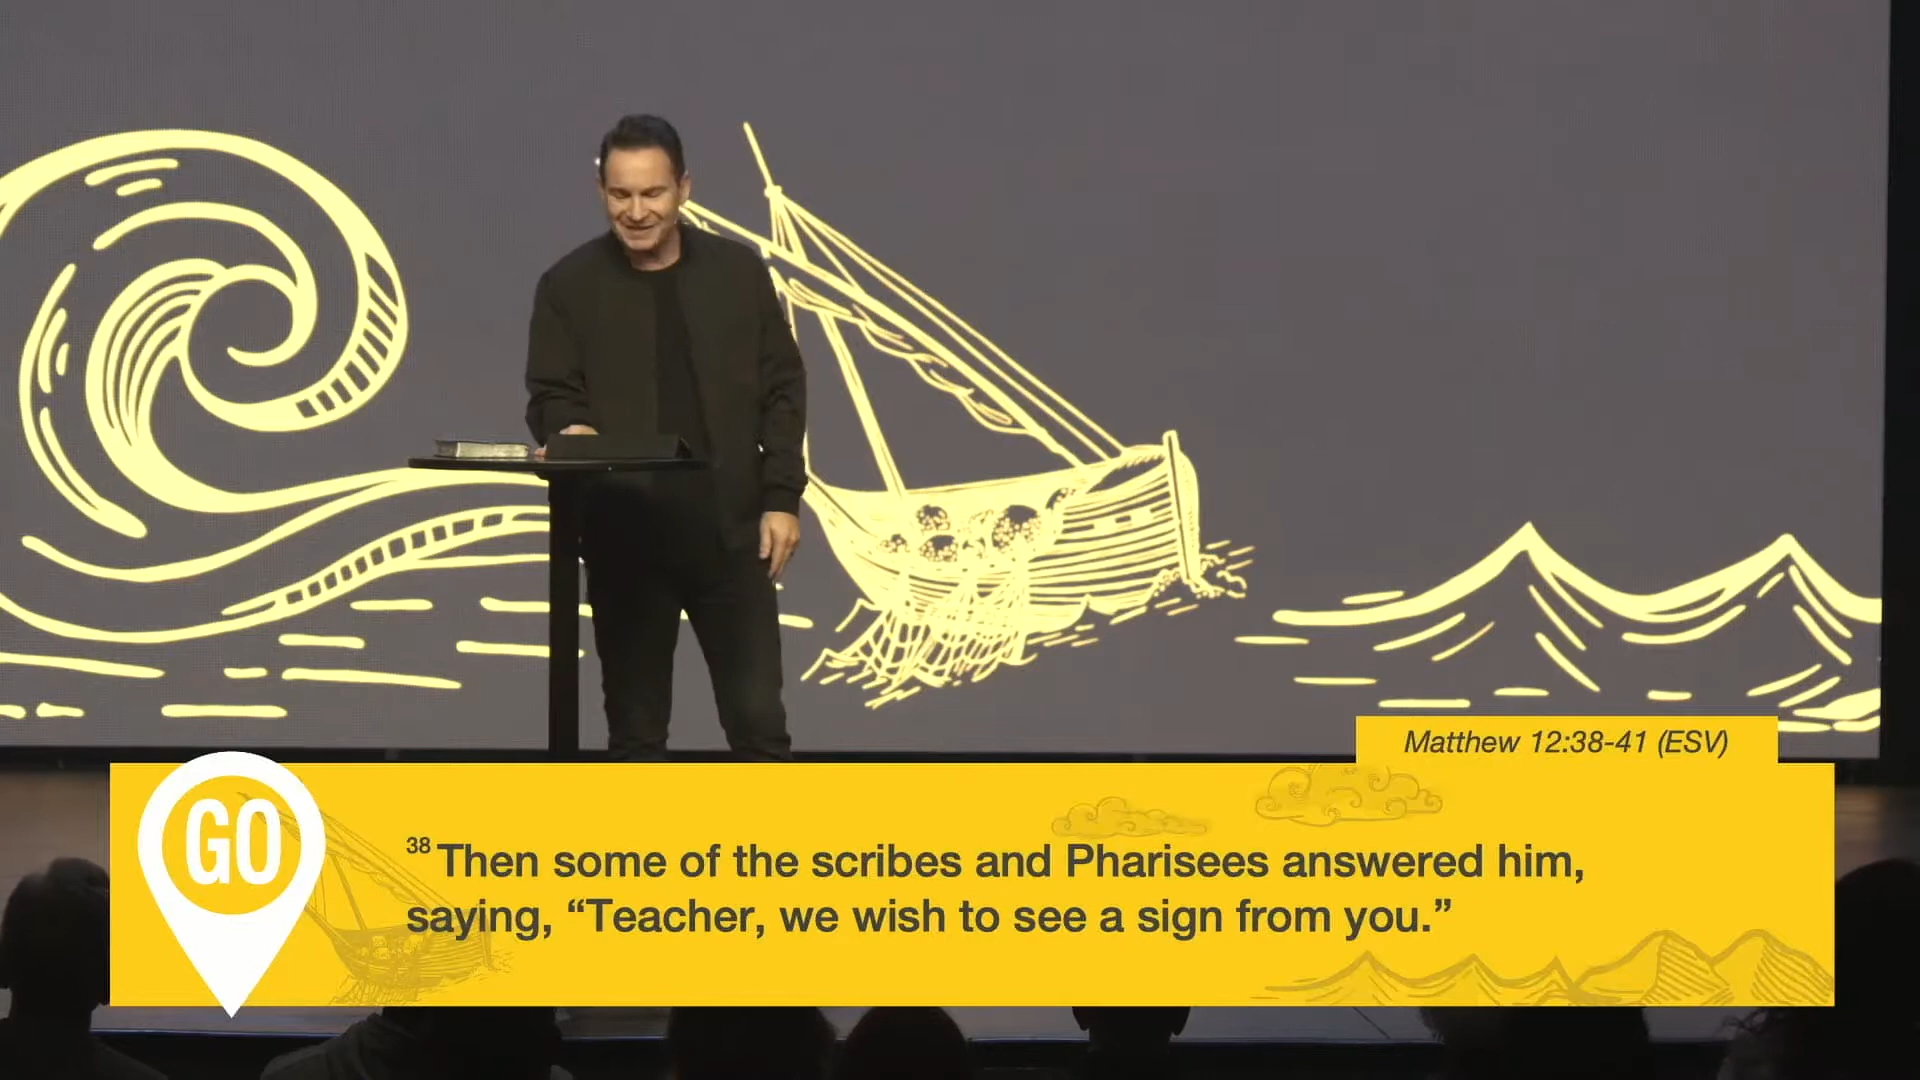 Matthew 12:38-41 (ESV)
GO
38 Then some of the scribes and Pharisees answered him,
saying, “Teacher, we wish to see a sign from you.”